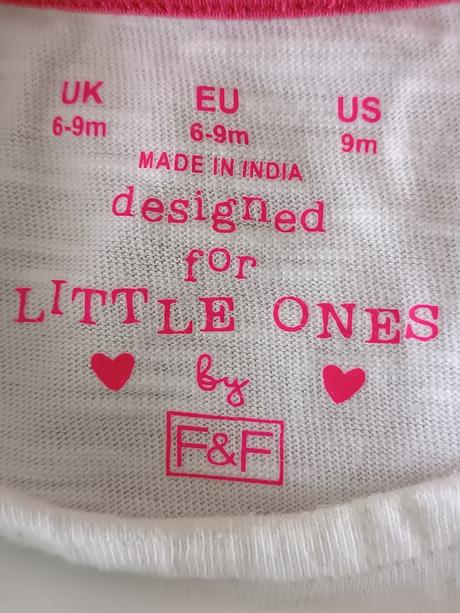 UK EU US
6-9m 6-9m 9m
MADE IN INDIA
designed
for
LITTLE ONES
by
F&F